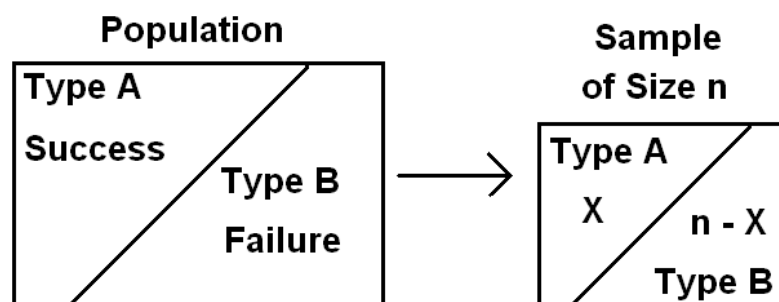 Population
Type A
Success
Type B
Failure
Sample
of Size n
Type A
X
n - X
Type B